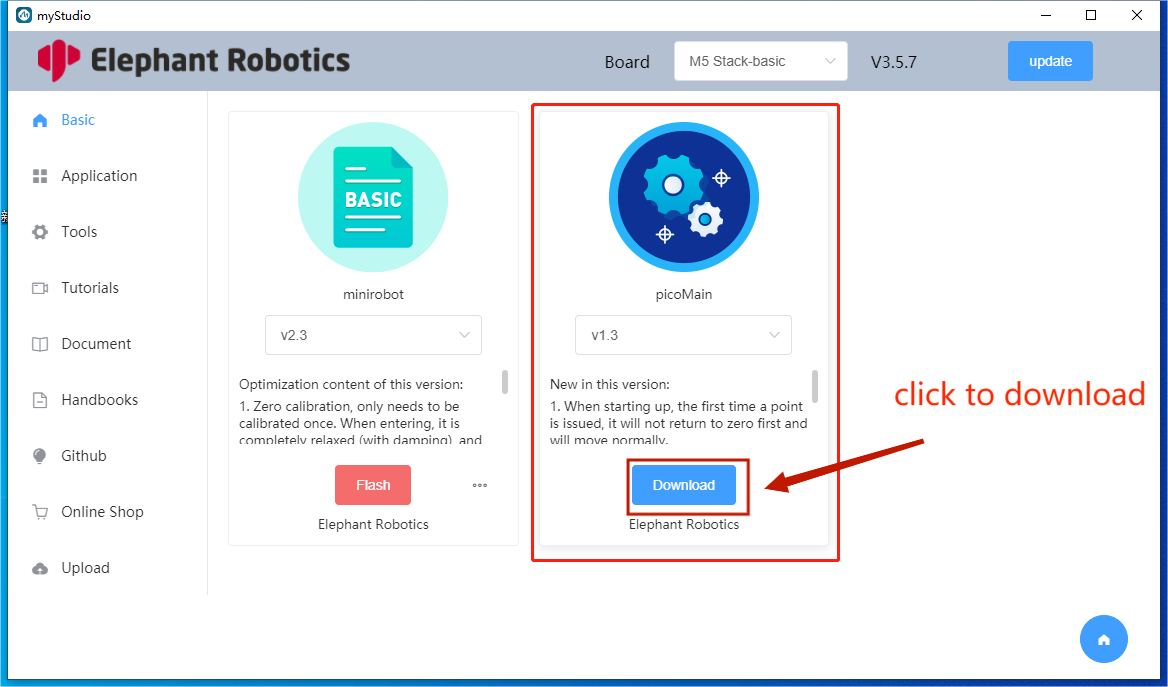 myStudio
Elephant Robotics
Board
M5 Stack-basic
V3.5.7
update
Basic
Application
Tools
Tutorials
Document
Handbooks
Github
Online Shop
Upload
BASIC
minirobot
v2.3
Optimization content of this version:
1. Zero calibration, only needs to be
calibrated once. When entering, it is
completely relaxed (with damping), and
Flash
Elephant Robotics
picoMain
v1.3
New in this version:
1. When starting up, the first time a point
is issued, it will not return to zero first and
will move normally.
Download
Elephant Robotics
click to download